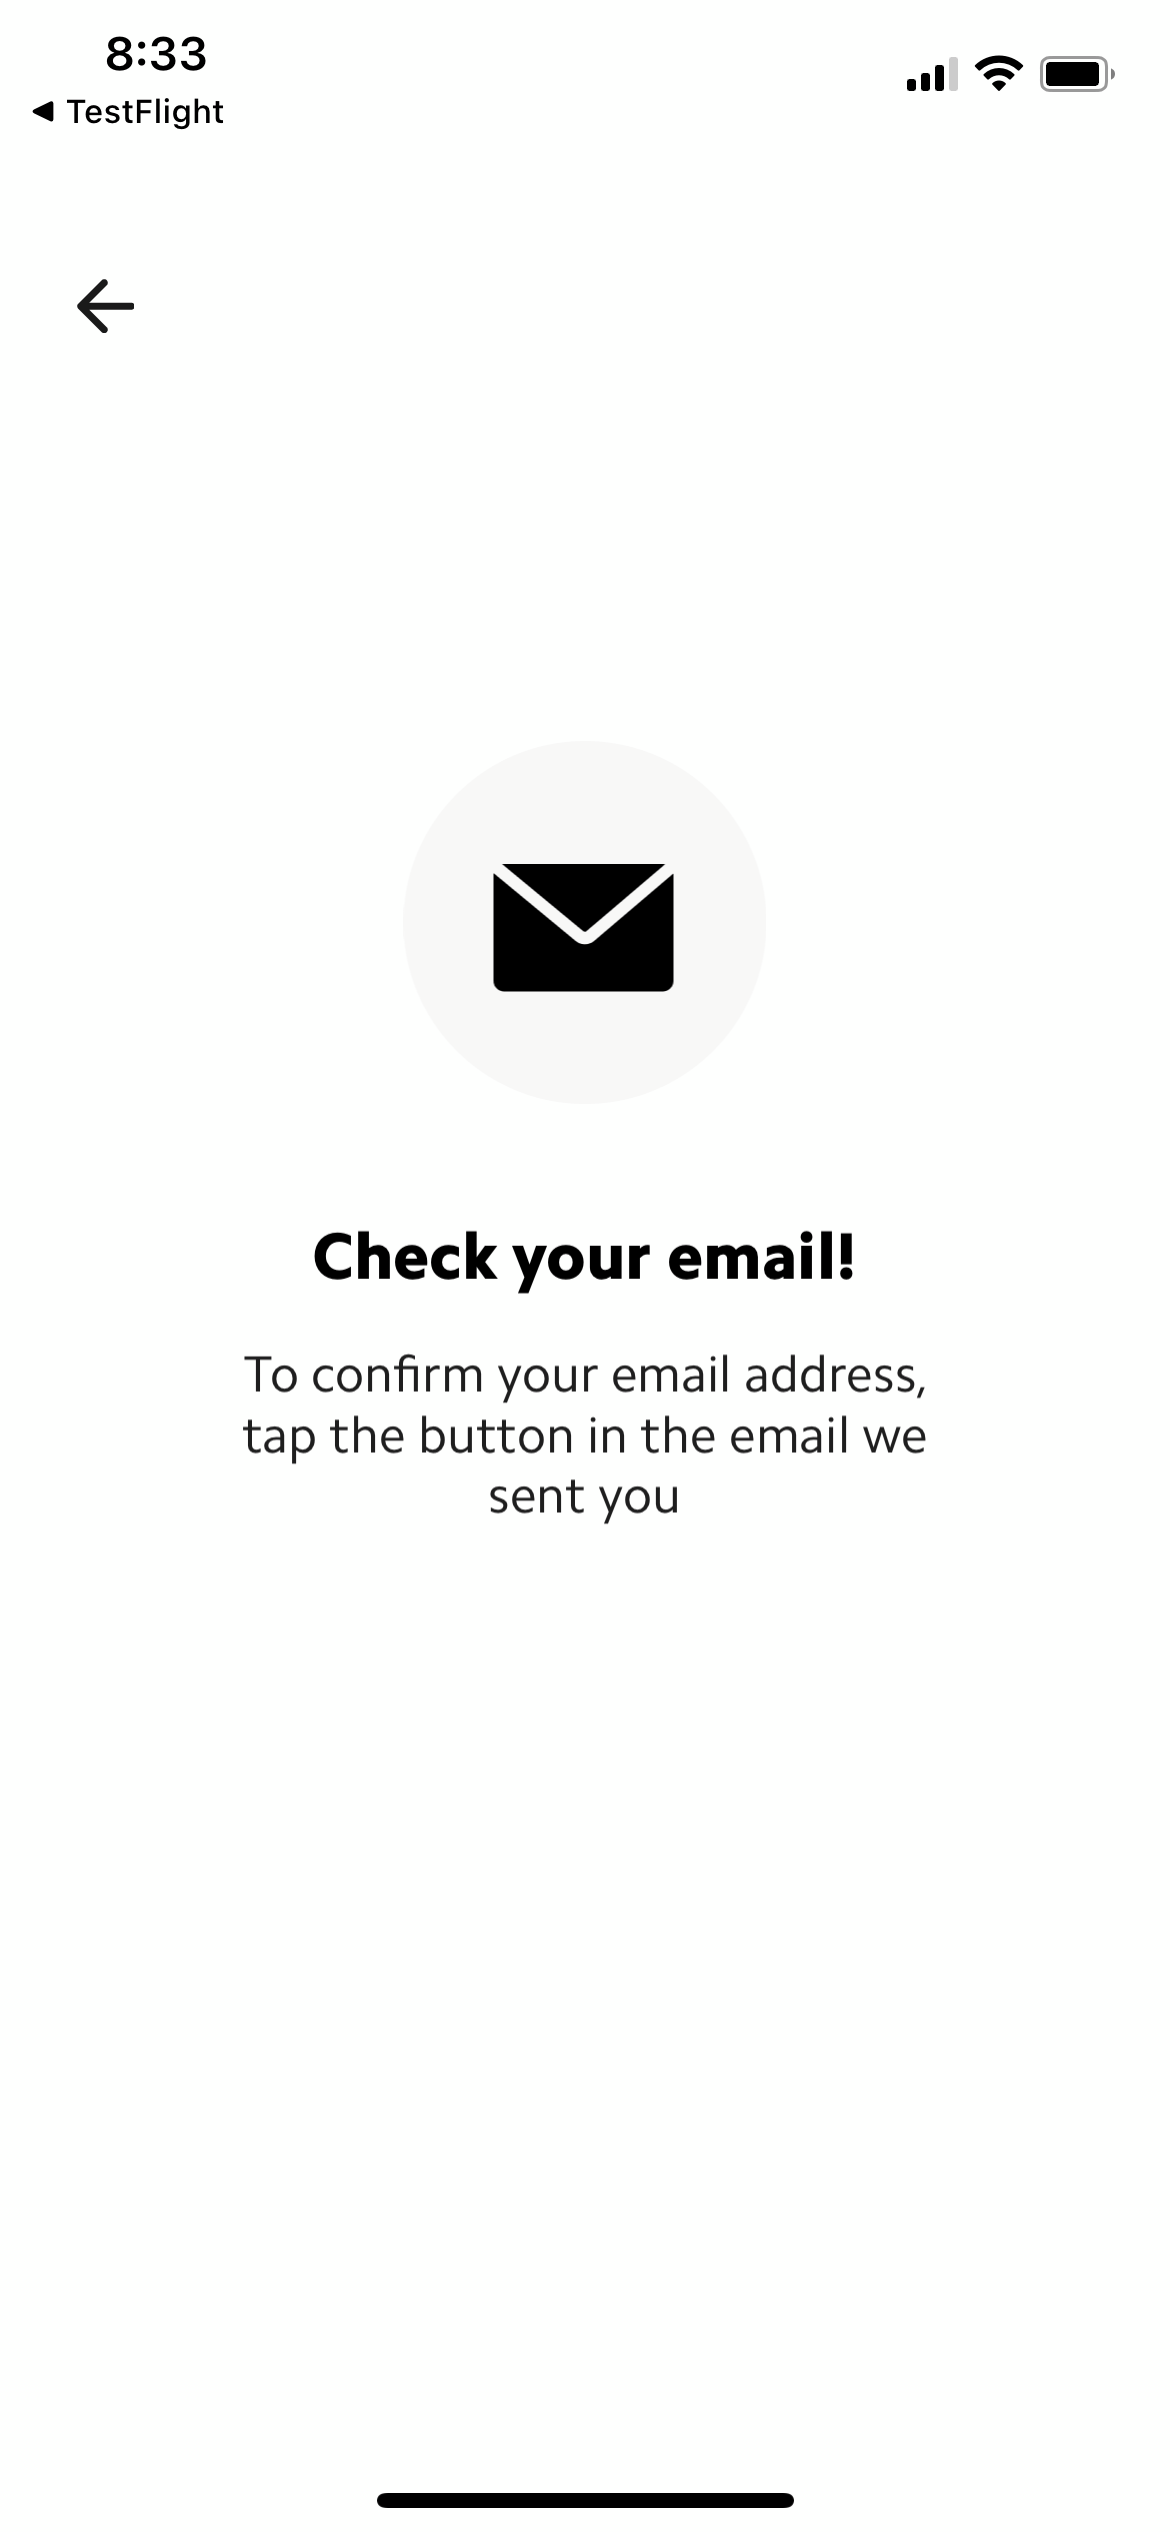 8:33
TestFlight
Check your email!
To confirm your email address,
tap the button in the email we
sent you